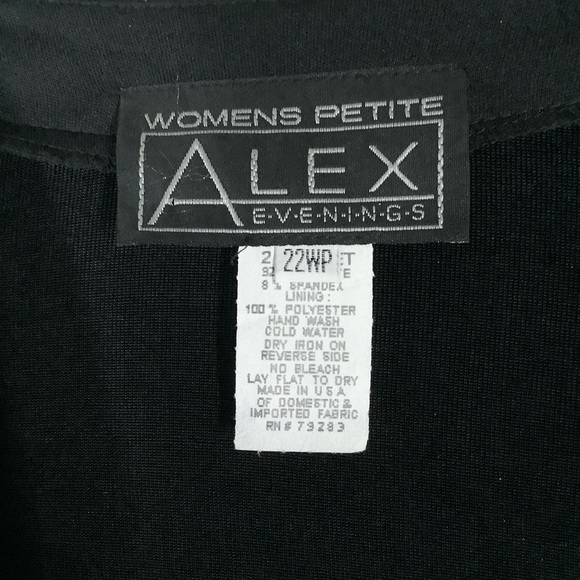 WOMENS PETITE
ALEX
E•V•E•N•I•N•G•S
22WP
8% SPANDEX
LINING:
100% POLYESTER
HAND WASH
COLD WATER
DRY IRON ON
REVERSE SIDE
NO BLEACH
LAY FLAT TO DRY
MADE IN USA
OF DOMESTIC &
IMPORTED FABRIC
RN# 79283